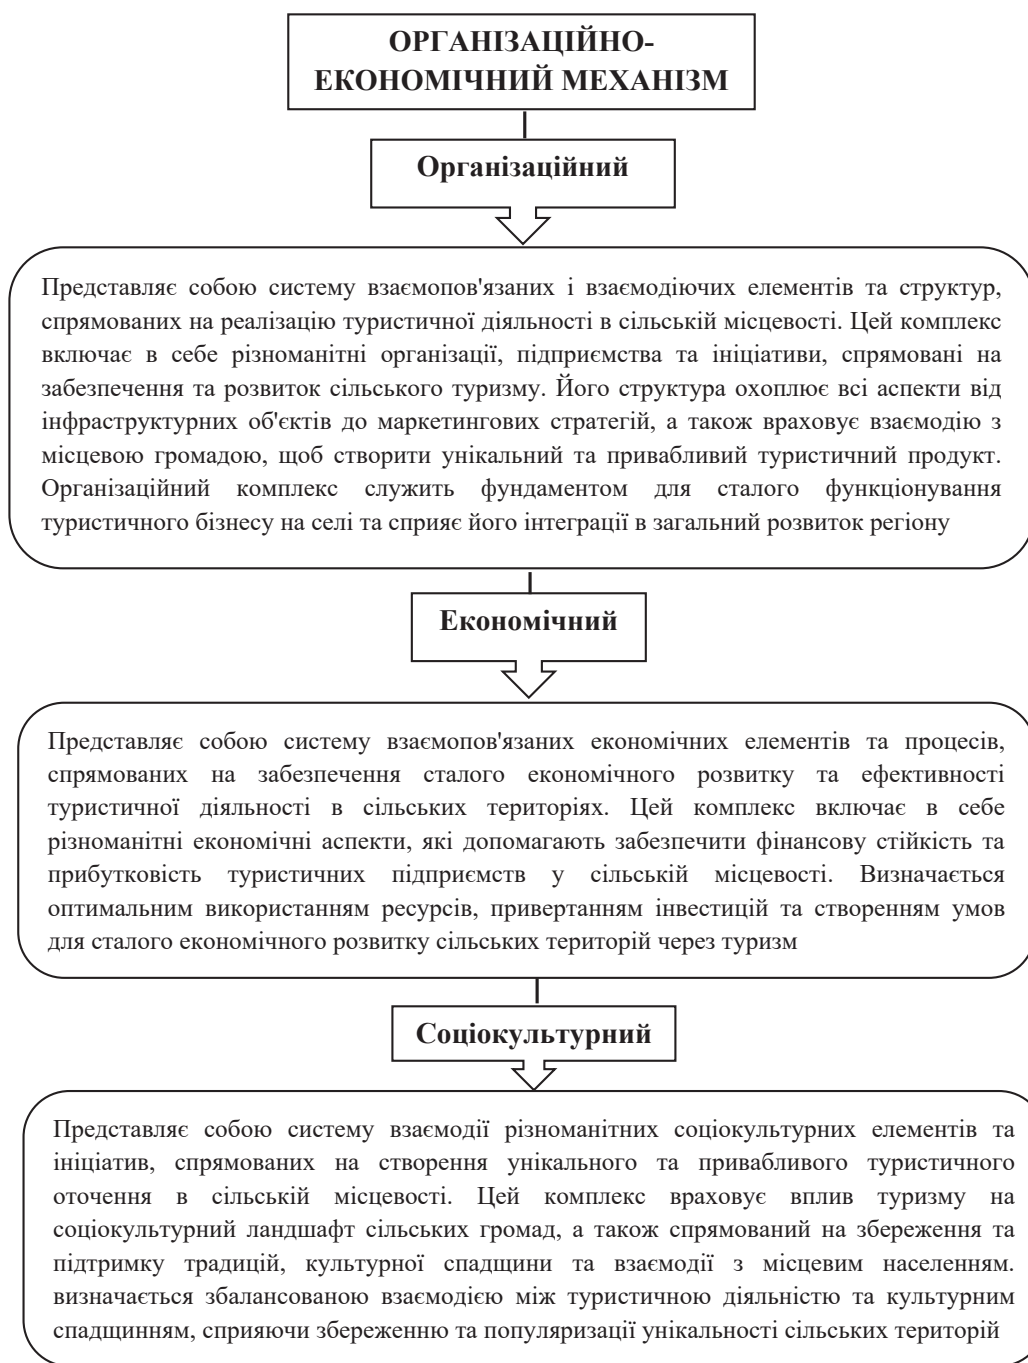 ОРГАНІЗАЦІЙНО-
ЕКОНОМІЧНИЙ МЕХАНІЗМ
Організаційний
Представляє собою систему взаємопов'язаних і взаємодіючих елементів та структур,
спрямованих на реалізацію туристичної діяльності в сільській місцевості. Цей комплекс
включає в себе різноманітні організації, підприємства та ініціативи, спрямовані на
забезпечення та розвиток сільського туризму. Його структура охоплює всі аспекти від
інфраструктурних об'єктів до маркетингових стратегій, а також враховує взаємодію з
місцевою громадою, щоб створити унікальний та привабливий туристичний продукт.
Організаційний комплекс служить фундаментом для сталого функціонування
туристичного бізнесу на селі та сприяє його інтеграції в загальний розвиток регіону
Економічний
Представляє собою систему взаємопов'язаних економічних елементів та процесів,
спрямованих на забезпечення сталого економічного розвитку та ефективності
туристичної діяльності в сільських територіях. Цей комплекс включає в себе
різноманітні економічні аспекти, які допомагають забезпечити фінансову стійкість та
прибутковість туристичних підприємств у сільській місцевості. Визначається
оптимальним використанням ресурсів, привертанням інвестицій та створенням умов
для сталого економічного розвитку сільських територій через туризм
Соціокультурний
Представляє собою систему взаємодії різноманітних соціокультурних елементів та
ініціатив, спрямованих на створення унікального та привабливого туристичного
оточення в сільській місцевості. Цей комплекс враховує вплив туризму на
соціокультурний ландшафт сільських громад, а також спрямований на збереження та
підтримку традицій, культурної спадщини та взаємодії з місцевим населенням.
визначається збалансованою взаємодією між туристичною діяльністю та культурним
спадщинням, сприяючи збереженню та популяризації унікальності сільських територій